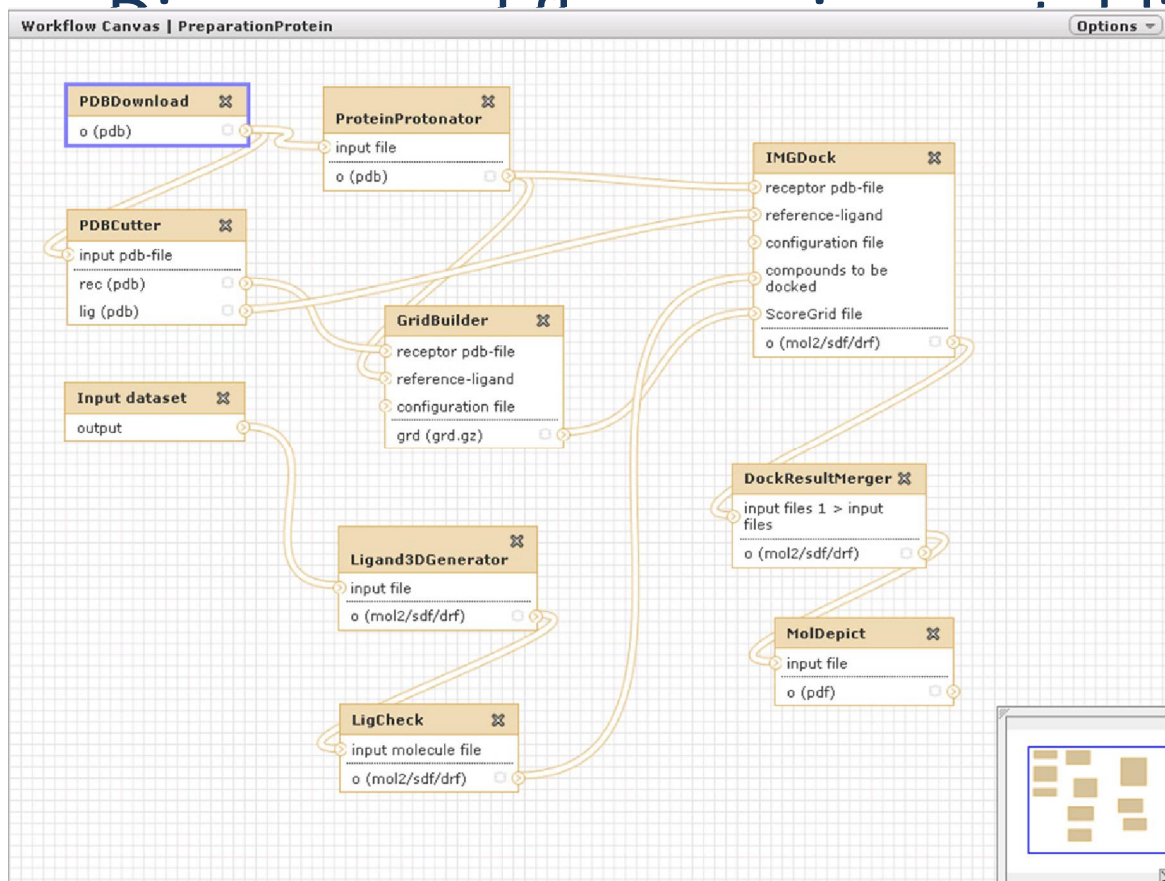 Workflow Canvas | PreparationProtein
Options
PDBDownload
o (pdb)
ProteinProtonator
input file
o (pdb)
IMGDock
receptor pdb-file
reference-ligand
configuration file
compounds to be
docked
ScoreGrid file
o (mol2/sdf/drf)
PDBCutter
input pdb-file
rec (pdb)
lig (pdb)
GridBuilder
receptor pdb-file
reference-ligand
configuration file
grd (grd.gz)
Input dataset
output
DockResultMerger
input files 1 > input
files
o (mol2/sdf/drf)
Ligand3DGenerator
input file
o (mol2/sdf/drf)
MolDepict
input file
o (pdf)
LigCheck
input molecule file
o (mol2/sdf/drf)